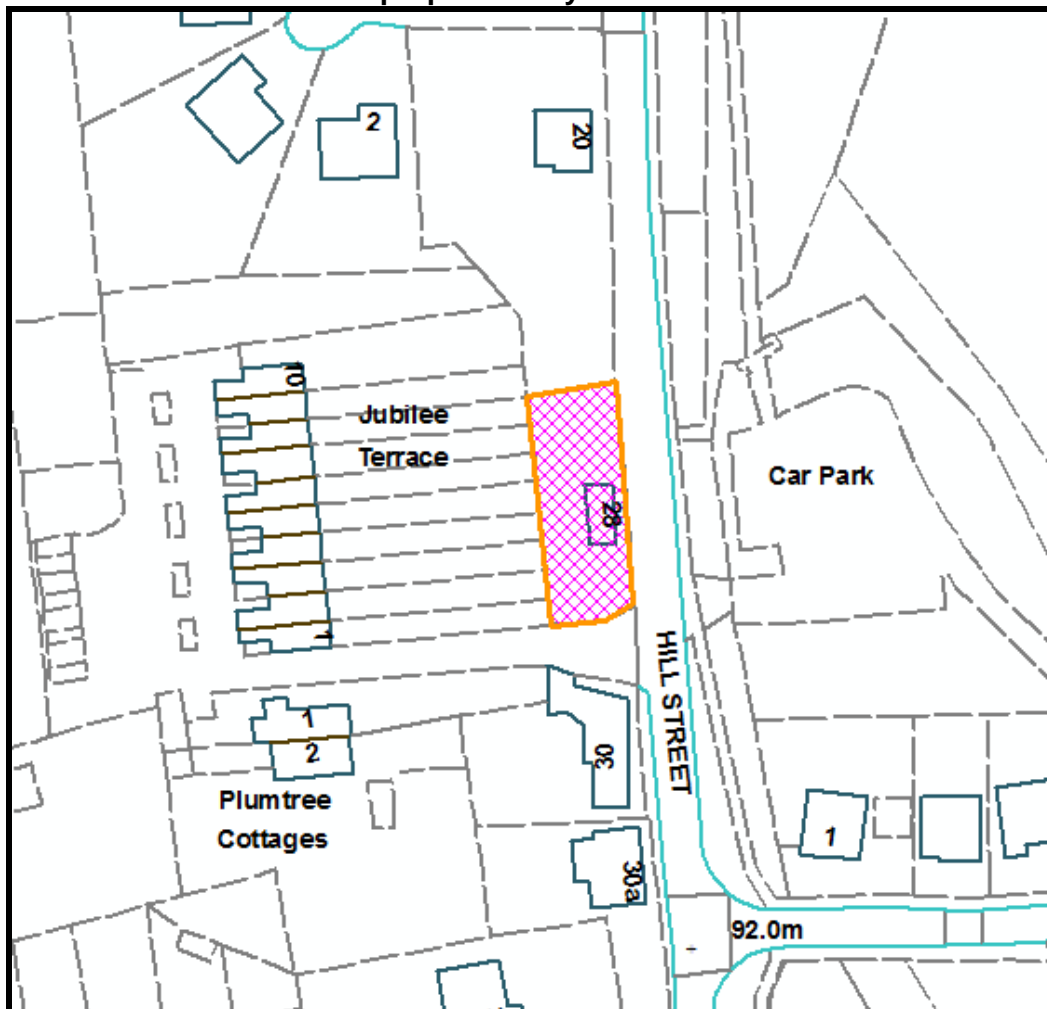 2
20
10
Jubilee
Terrace
Car Park
28
1
HILL STREET
1
2
30
Plumtree
Cottages
1
30a
92.0m